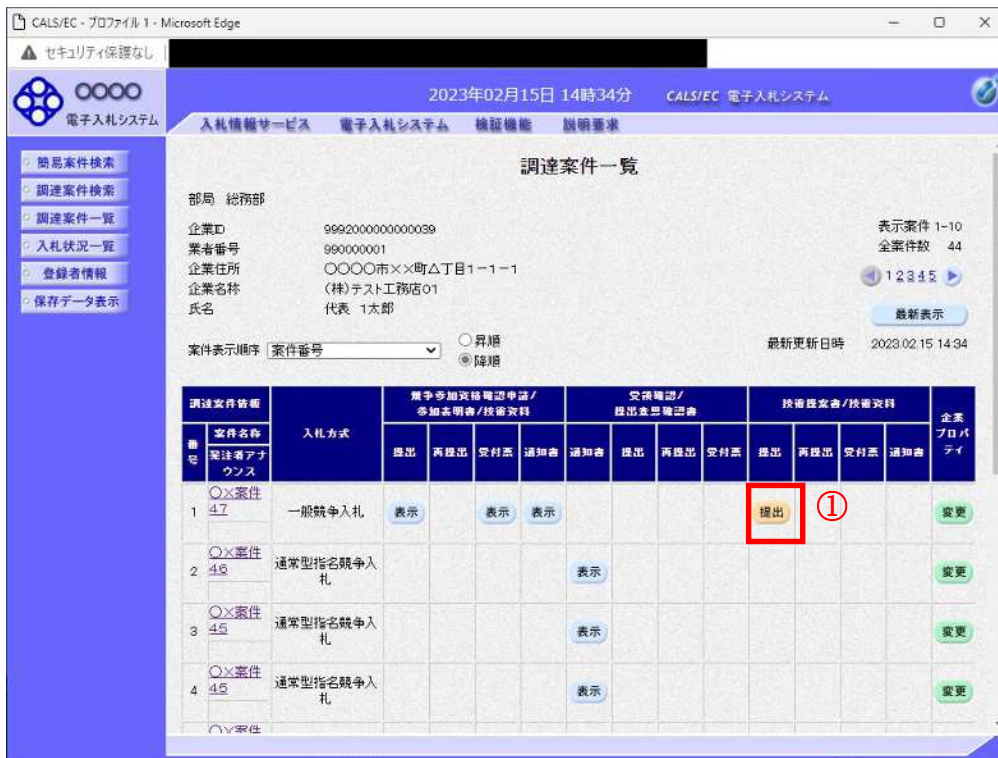 CALS/EC - プロファイル 1 - Microsoft Edge
セキュリティ保護なし
〇〇〇〇
電子入札システム
2023年02月15日 14時34分
CALS/EC 電子入札システム
入札情報サービス 電子入札システム 検証機能 説明要求
簡易案件検索
調達案件検索
調達案件一覧
入札状況一覧
登録者情報
保存データ表示
調達案件一覧
部局 総務部
企業ID 9992000000000039
業者番号 990000001
企業住所 〇〇〇〇市××町△丁目1-1-1
企業名称 (株)テスト工務店01
氏名 代表 1太郎
表示案件 1-10
全案件数 44
1 2 3 4 5
最新表示
案件表示順序 案件番号
昇順
降順
最新更新日時 2023.02.15 14:34
調達案件情報 入札方式 競争参加資格確認申請/参加表明書/技術資料 受領確認/提出意思確認書 技術提案書/技術資料 企業プロパティ
番号 案件名称 発注者アナウンス 提出 再提出 受付票 通知書 通知書 提出 再提出 受付票 提出 再提出 受付票 通知書
1 〇×案件47 一般競争入札 表示 表示 表示 提出 ① 変更
2 〇×案件46 通常型指名競争入札 表示 変更
3 〇×案件45 通常型指名競争入札 表示 変更
4 〇×案件45 通常型指名競争入札 表示 変更
〇×案件